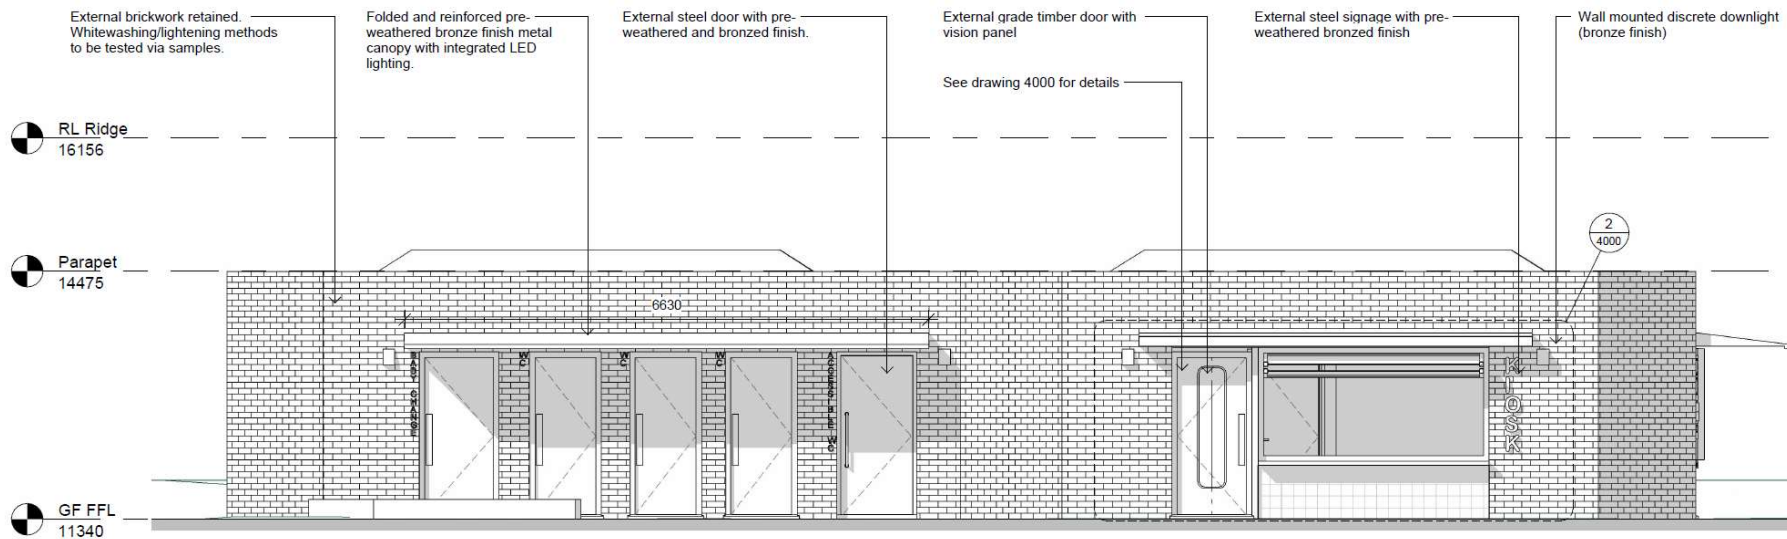 External brickwork retained.
Whitewashing/lightening methods
to be tested via samples.
Folded and reinforced pre-
weathered bronze finish metal
canopy with integrated LED
lighting.
External steel door with pre-
weathered and bronzed finish.
External grade timber door with
vision panel
See drawing 4000 for details
External steel signage with pre-
weathered bronzed finish
Wall mounted discrete downlight
(bronze finish)
RL Ridge
16156
2
4000
Parapet
14475
6630
BABY CHANGE
WC
WC
WC
ACCESSIBLE WC
KIOSK
GF FFL
11340